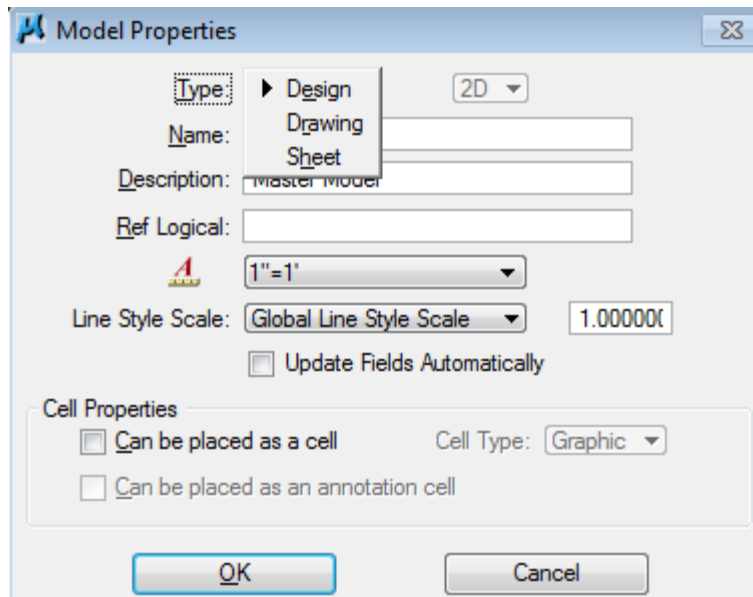 Model Properties
Type: Design 2D
Drawing
Name:
Sheet
Description: Master Model
Ref Logical:
A 1"=1'
Line Style Scale: Global Line Style Scale 1.000000
Update Fields Automatically
Cell Properties
Can be placed as a cell Cell Type: Graphic
Can be placed as an annotation cell
OK Cancel